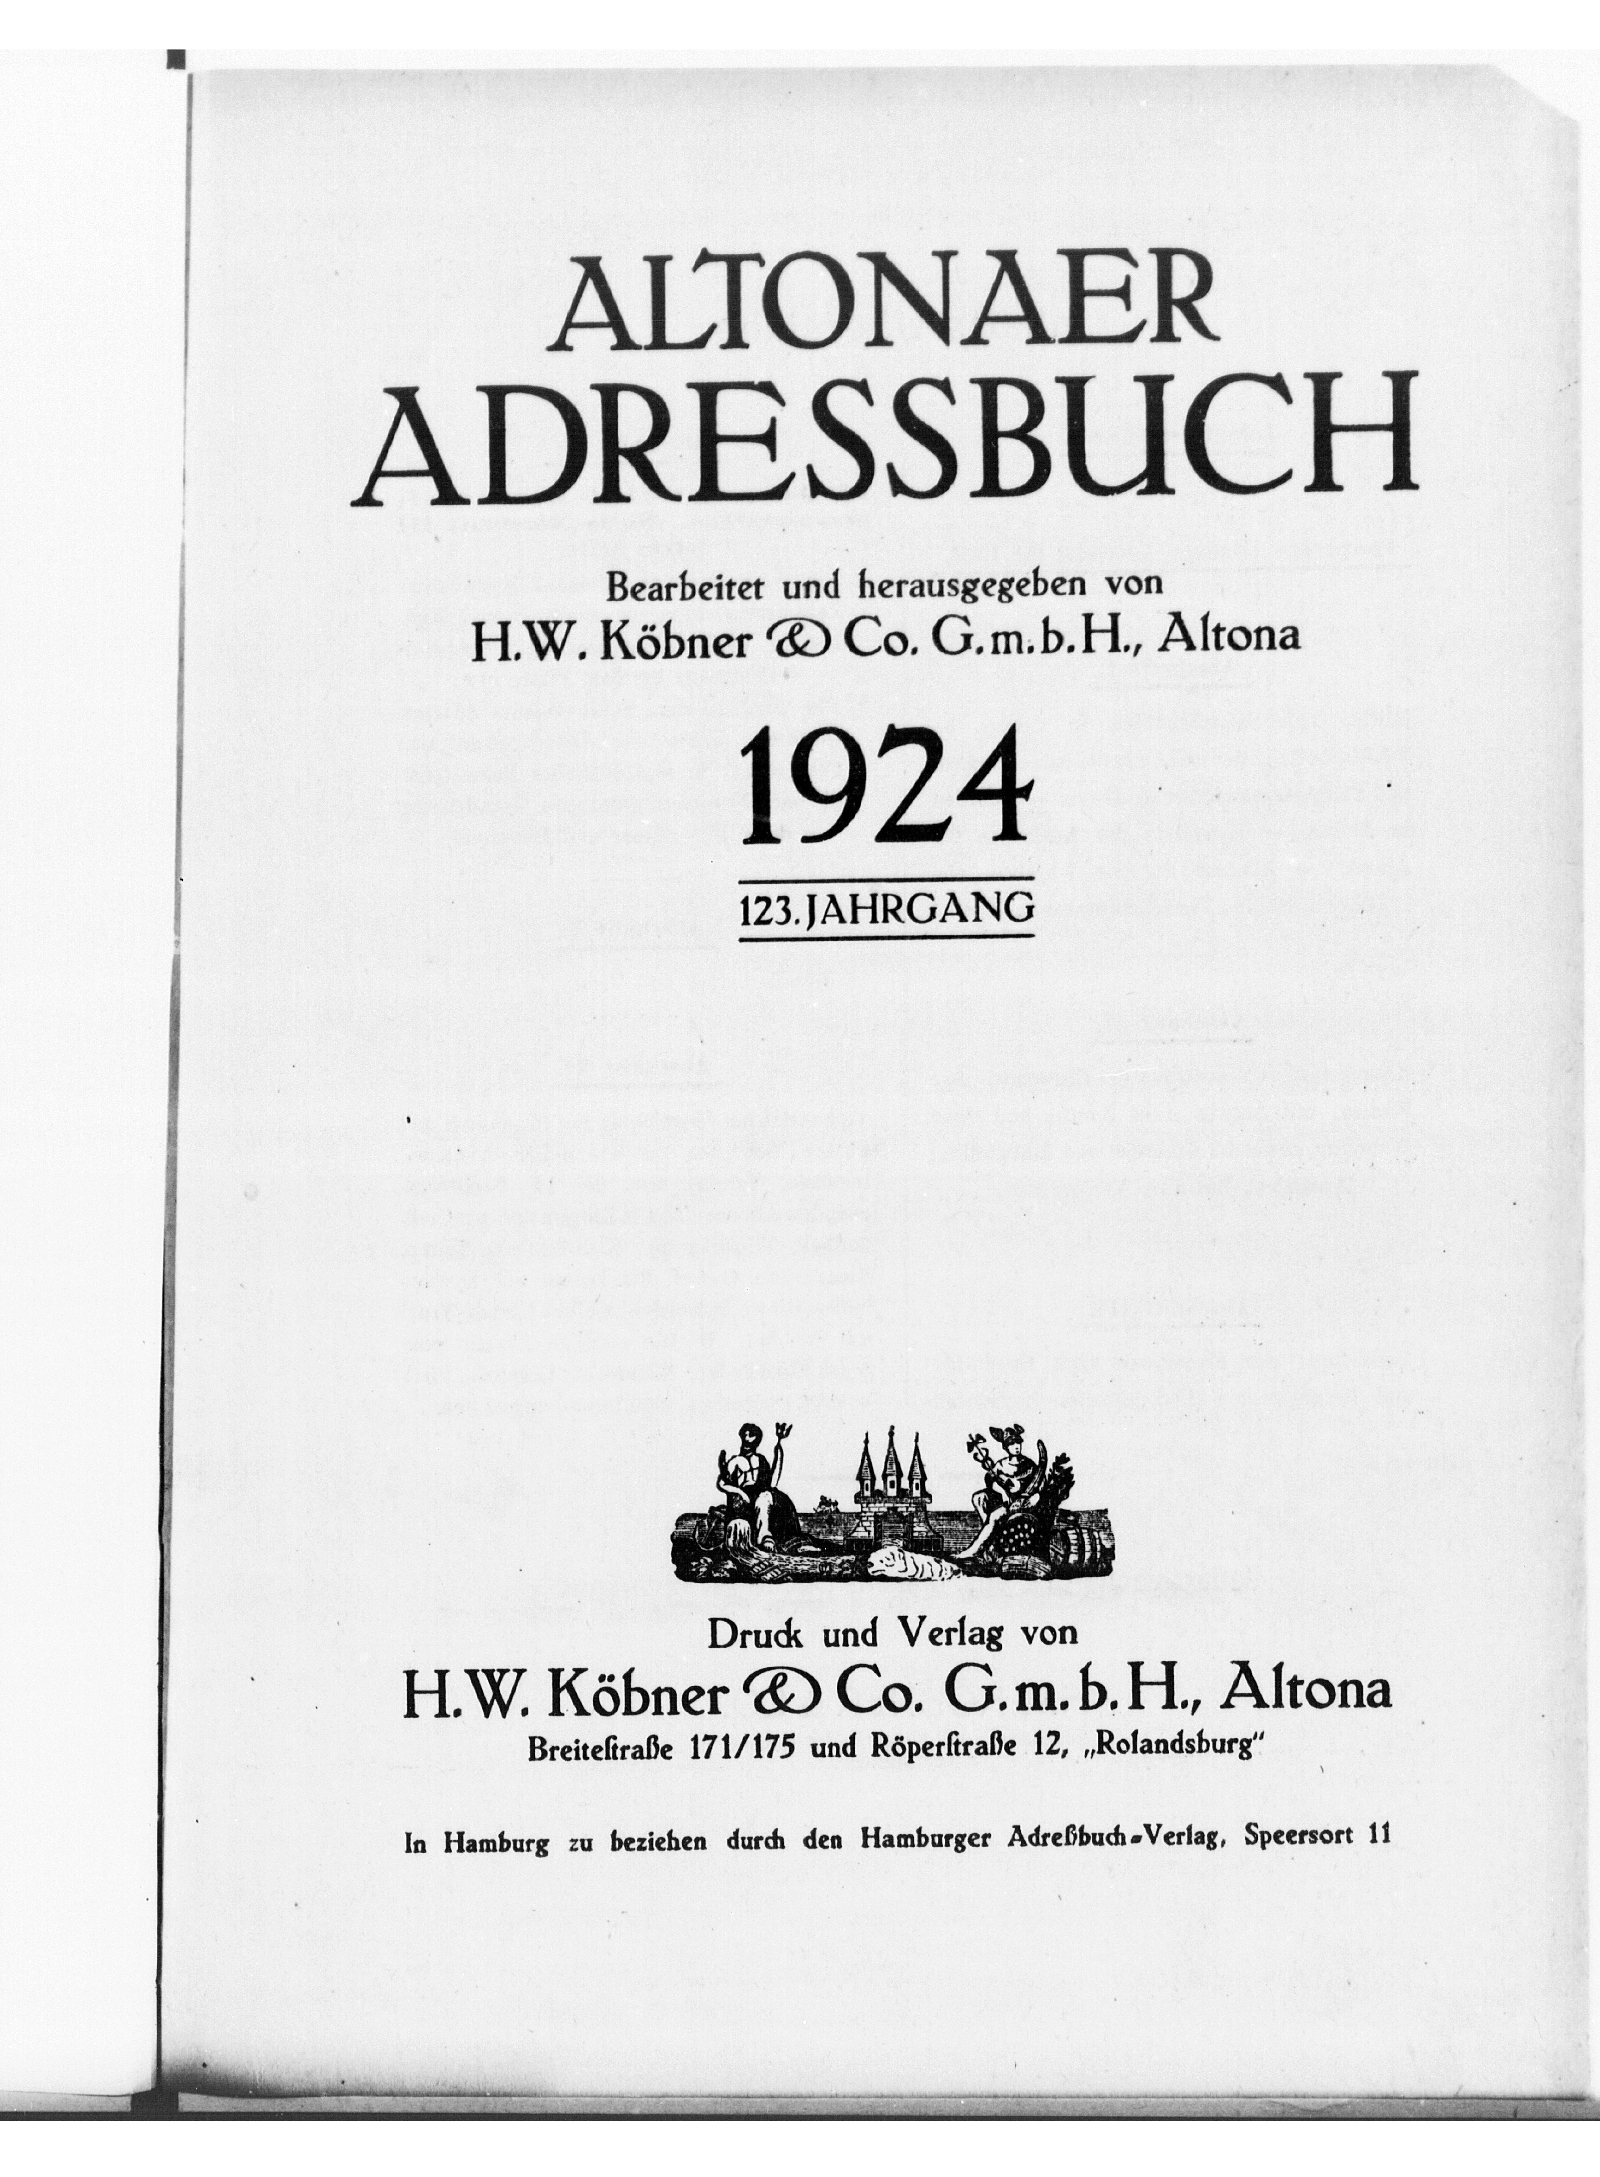 ALTONAER
ADRESSBUCH
Bearbeitet und herausgegeben von
H.W. Köbner & Co. G.m.b.H., Altona
1924
123. JAHRGANG
Druck und Verlag von
H.W. Köbner & Co. G.m.b.H., Altona
Breiteſtraße 171/175 und Röperſtraße 12, „Rolandsburg“
In Hamburg zu beziehen durch den Hamburger Adreßbuch-Verlag, Speersort 11